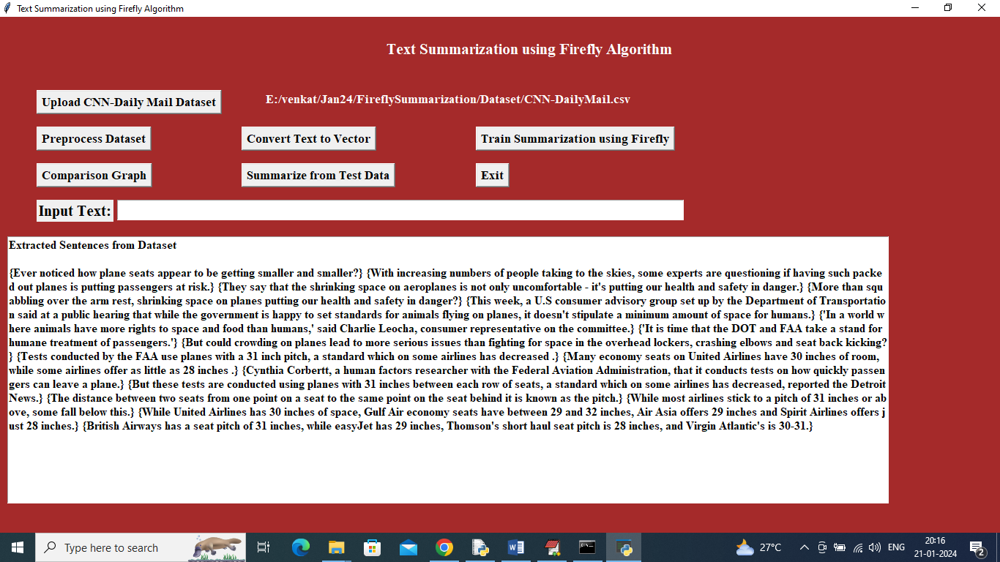 Text Summarization using Firefly Algorithm
Text Summarization using Firefly Algorithm
Upload CNN-Daily Mail Dataset
E:/venkat/Jan24/FireflySummarization/Dataset/CNN-DailyMail.csv
Preprocess Dataset
Convert Text to Vector
Train Summarization using Firefly
Comparison Graph
Summarize from Test Data
Exit
Input Text:
Extracted Sentences from Dataset
{Ever noticed how plane seats appear to be getting smaller and smaller?} {With increasing numbers of people taking to the skies, some experts are questioning if having such packe
d out planes is putting passengers at risk.} {They say that the shrinking space on aeroplanes is not only uncomfortable - it's putting our health and safety in danger.} {More than squ
abbling over the arm rest, shrinking space on planes putting our health and safety in danger?} {This week, a U.S consumer advisory group set up by the Department of Transportatio
n said at a public hearing that while the government is happy to set standards for animals flying on planes, it doesn't stipulate a minimum amount of space for humans.} {'In a world w
here animals have more rights to space and food than humans,' said Charlie Leocha, consumer representative on the committee.} {'It is time that the DOT and FAA take a stand for
humane treatment of passengers.'} {But could crowding on planes lead to more serious issues than fighting for space in the overhead lockers, crashing elbows and seat back kicking?
} {Tests conducted by the FAA use planes with a 31 inch pitch, a standard which on some airlines has decreased .} {Many economy seats on United Airlines have 30 inches of room,
while some airlines offer as little as 28 inches .} {Cynthia Corbertt, a human factors researcher with the Federal Aviation Administration, that it conducts tests on how quickly passen
gers can leave a plane.} {But these tests are conducted using planes with 31 inches between each row of seats, a standard which on some airlines has decreased, reported the Detroit
News.} {The distance between two seats from one point on a seat to the same point on the seat behind it is known as the pitch.} {While most airlines stick to a pitch of 31 inches or ab
ove, some fall below this.} {While United Airlines has 30 inches of space, Gulf Air economy seats have between 29 and 32 inches, Air Asia offers 29 inches and Spirit Airlines offers j
ust 28 inches.} {British Airways has a seat pitch of 31 inches, while easyJet has 29 inches, Thomson's short haul seat pitch is 28 inches, and Virgin Atlantic's is 30-31.}
Type here to search
27°C
ENG
20:16
21-01-2024
2